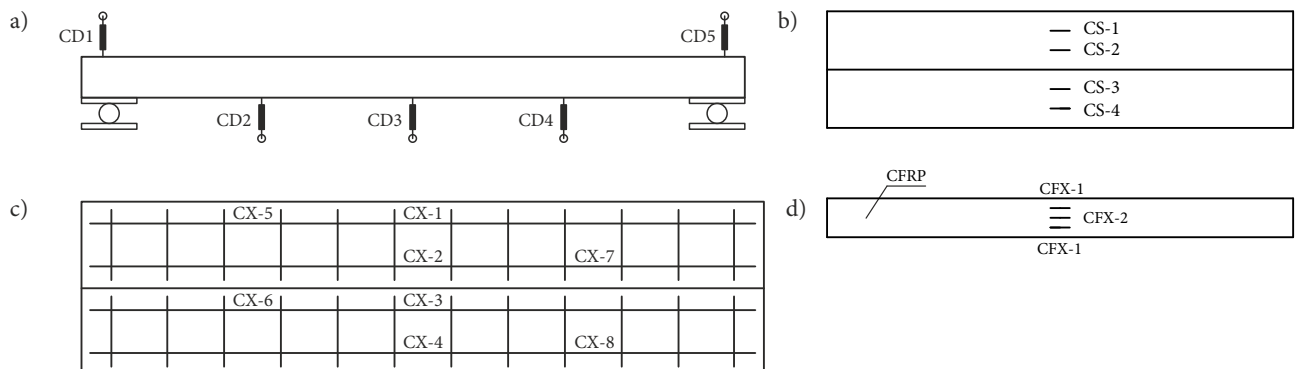 a)
CD1
CD5
CD2
CD3
CD4
b)
CS-1
CS-2
CS-3
CS-4
c)
CX-5
CX-1
CX-2
CX-7
CX-6
CX-3
CX-4
CX-8
d)
CFRP
CFX-1
CFX-2
CFX-1